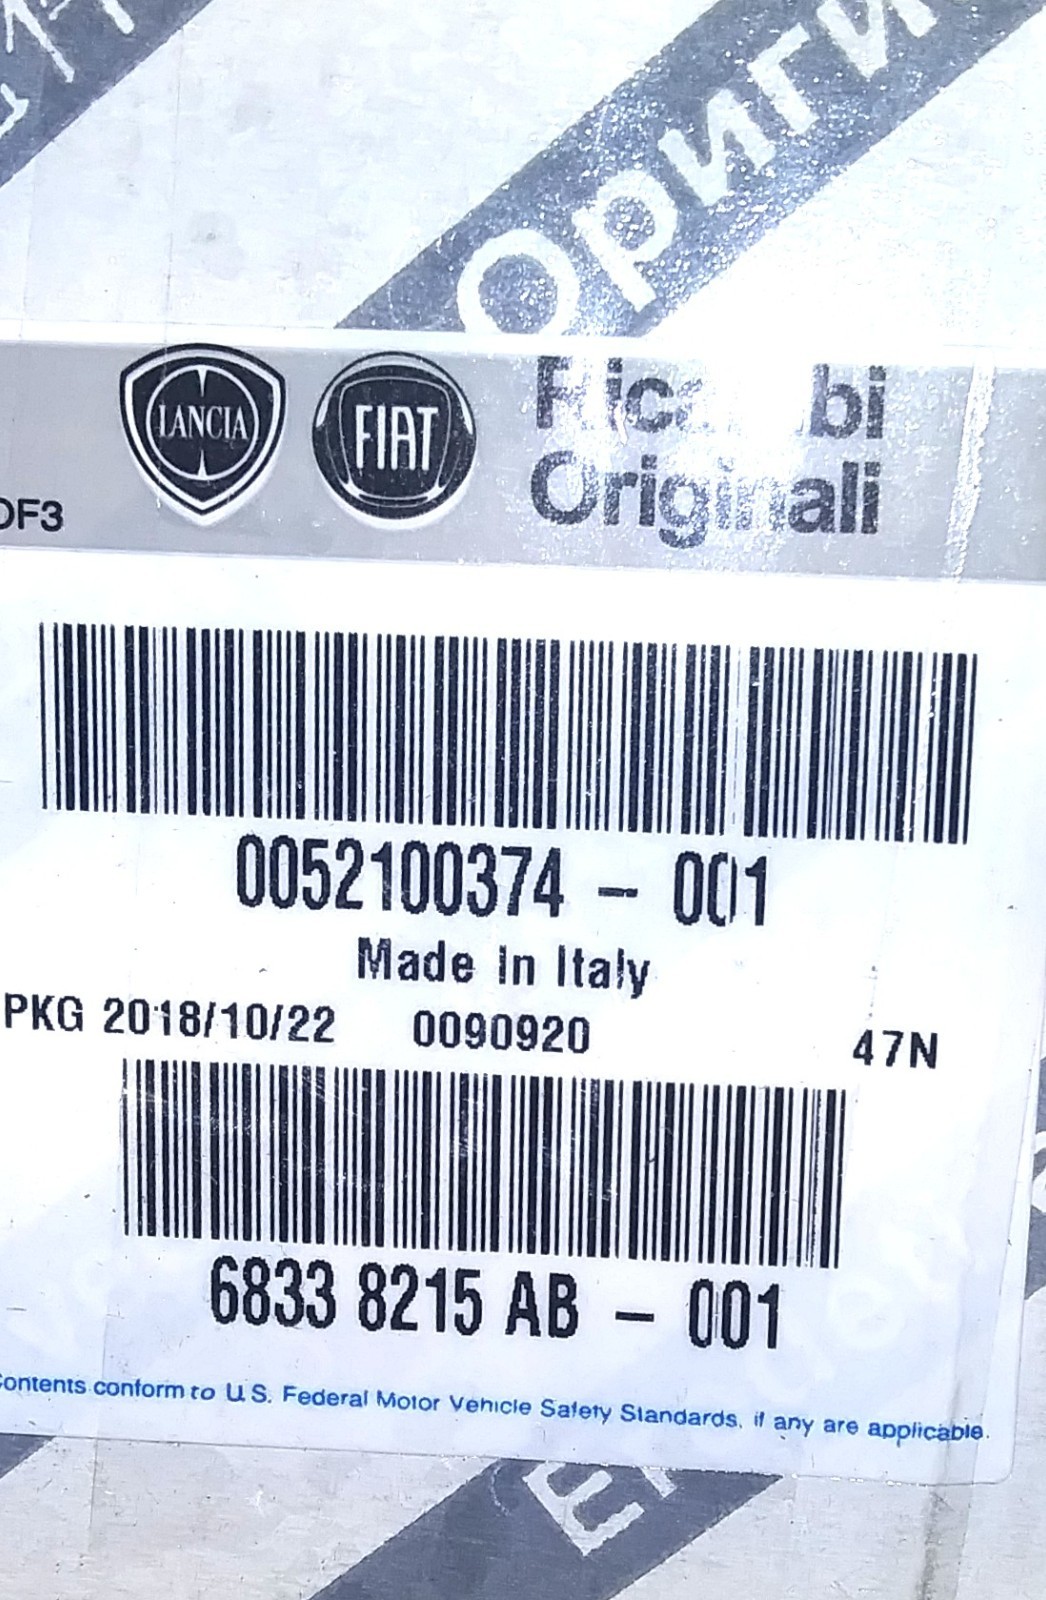 Ориги
LANCIA
FIAT
Ricambi
Originali
DF3
0052100374 - 001
Made In Italy
PKG 2018/10/22 0090920 47N
6833 8215 AB - 001
Contents conform to U.S. Federal Motor Vehicle Safety Standards, if any are applicable.